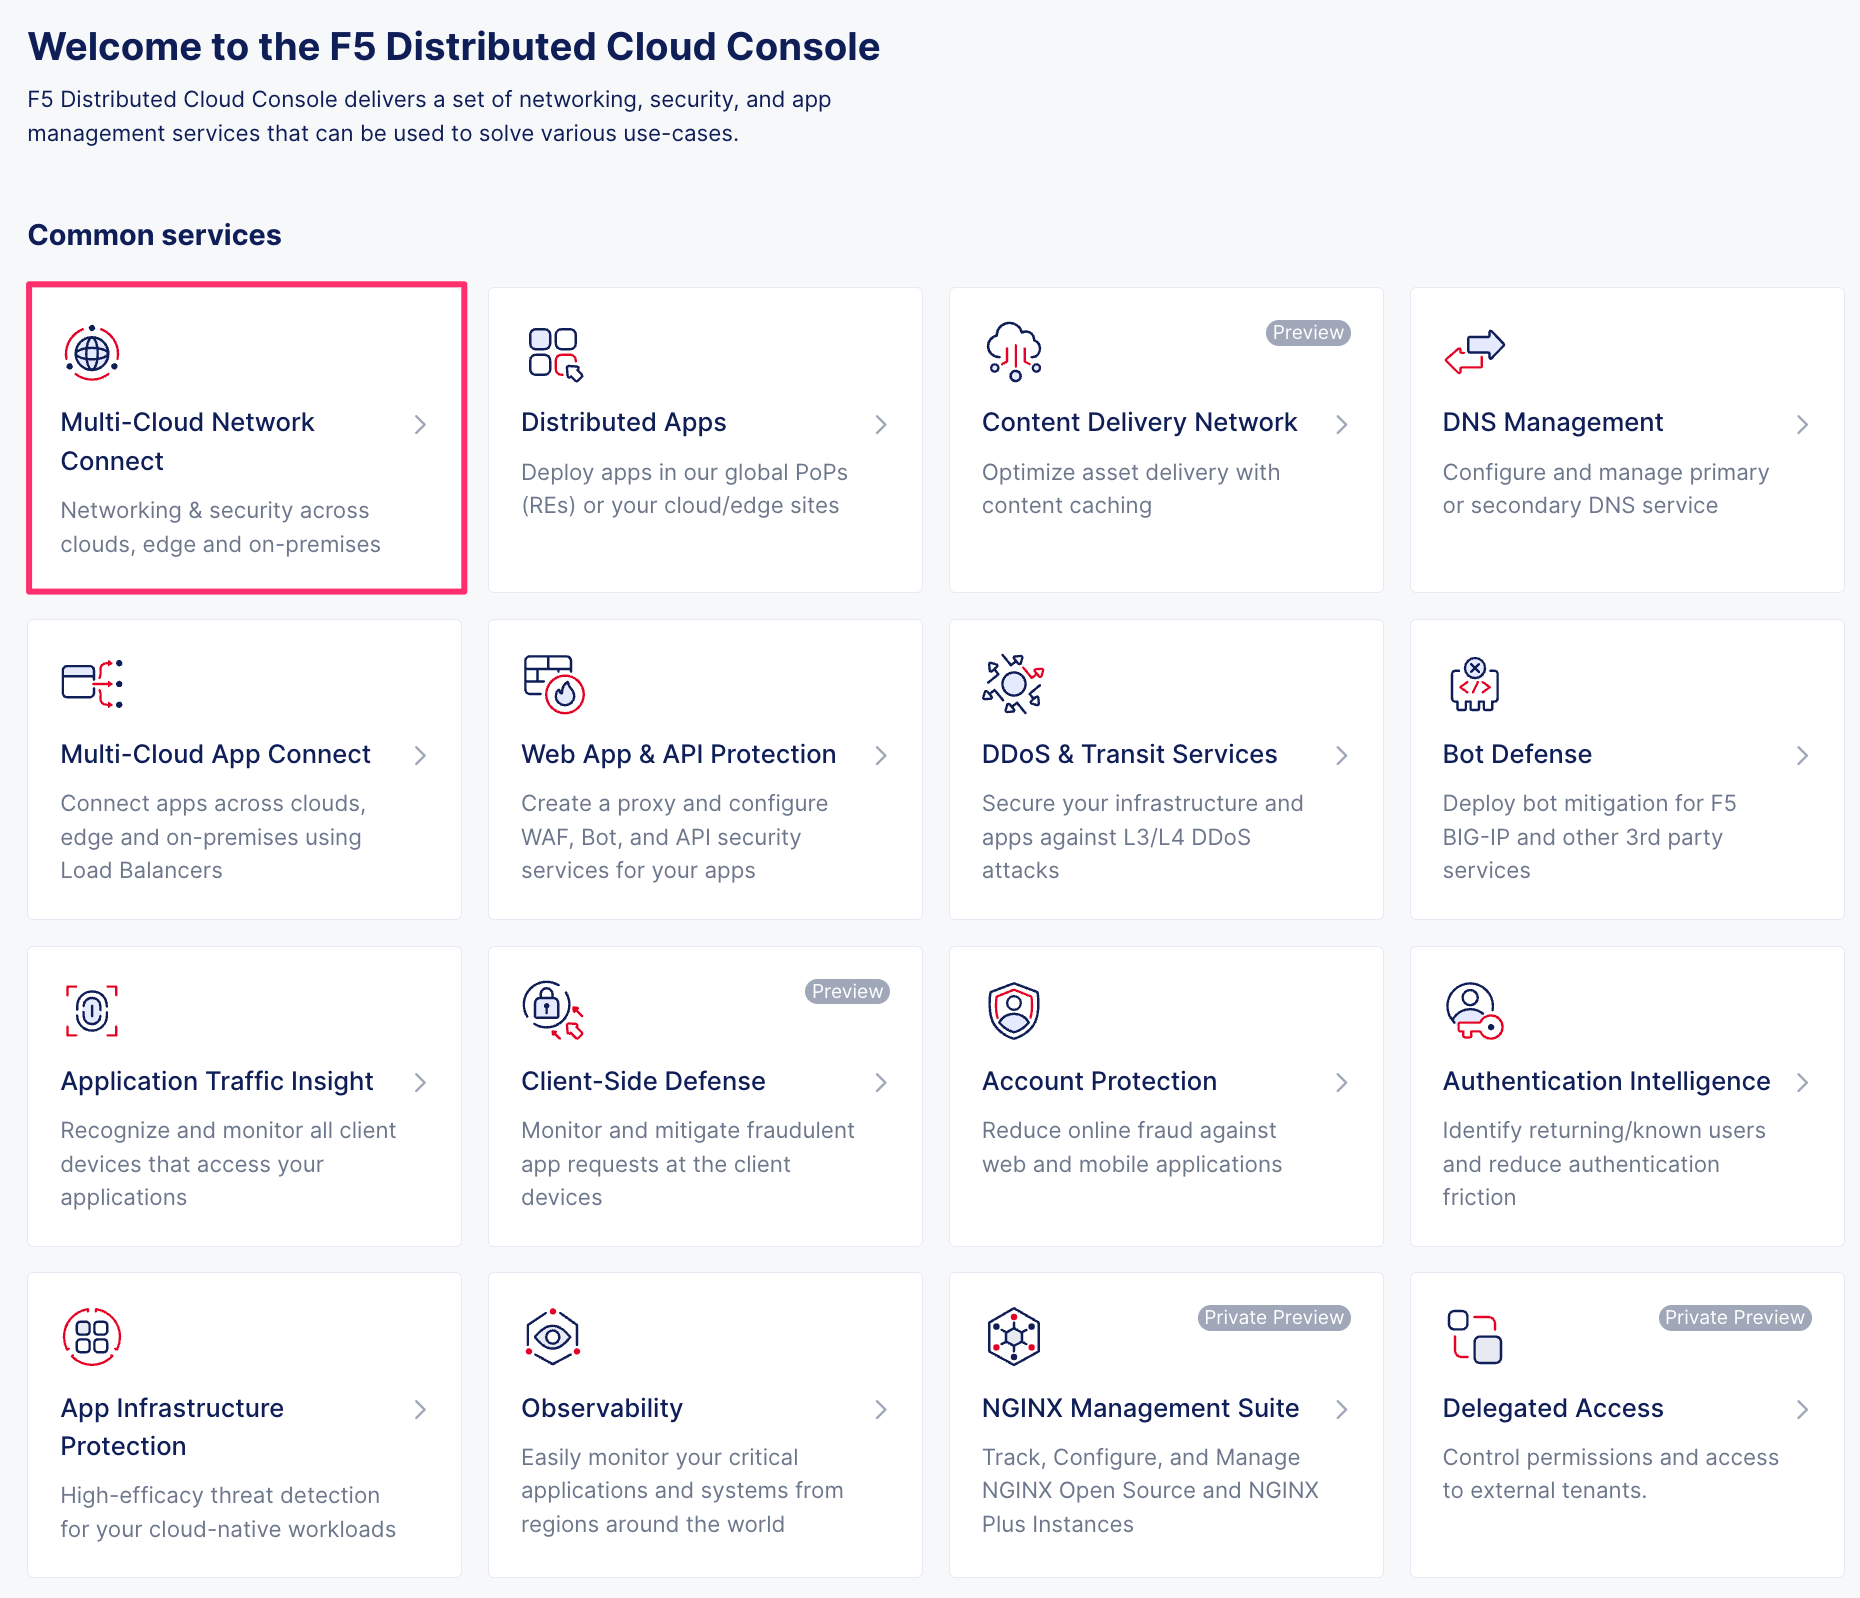 Welcome to the F5 Distributed Cloud Console
F5 Distributed Cloud Console delivers a set of networking, security, and app
management services that can be used to solve various use-cases.
Common services
Multi-Cloud Network
Connect
Networking & security across
clouds, edge and on-premises
Distributed Apps
Deploy apps in our global PoPs
(REs) or your cloud/edge sites
Preview
Content Delivery Network
Optimize asset delivery with
content caching
DNS Management
Configure and manage primary
or secondary DNS service
Multi-Cloud App Connect
Connect apps across clouds,
edge and on-premises using
Load Balancers
Web App & API Protection
Create a proxy and configure
WAF, Bot, and API security
services for your apps
DDoS & Transit Services
Secure your infrastructure and
apps against L3/L4 DDoS
attacks
Bot Defense
Deploy bot mitigation for F5
BIG-IP and other 3rd party
services
Application Traffic Insight
Recognize and monitor all client
devices that access your
applications
Preview
Client-Side Defense
Monitor and mitigate fraudulent
app requests at the client
devices
Account Protection
Reduce online fraud against
web and mobile applications
Authentication Intelligence
Identify returning/known users
and reduce authentication
friction
App Infrastructure
Protection
High-efficacy threat detection
for your cloud-native workloads
Observability
Easily monitor your critical
applications and systems from
regions around the world
Private Preview
NGINX Management Suite
Track, Configure, and Manage
NGINX Open Source and NGINX
Plus Instances
Private Preview
Delegated Access
Control permissions and access
to external tenants.